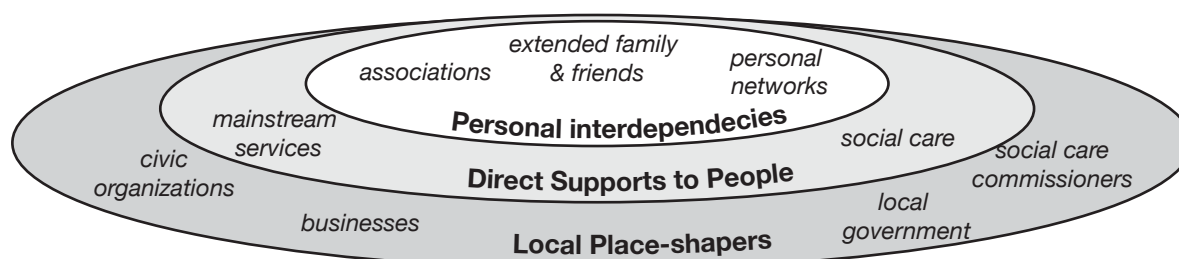 extended family
& friends
associations
personal
networks
Personal interdependecies
mainstream
services
social care
Direct Supports to People
civic
organizations
social care
commissioners
businesses
local
government
Local Place-shapers